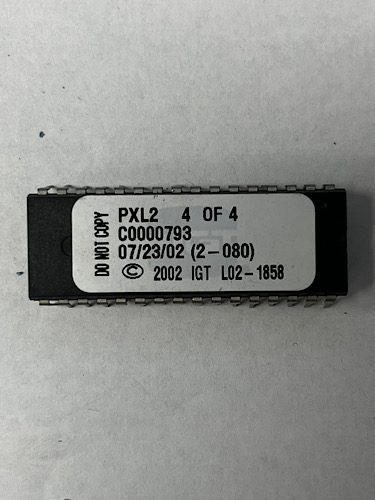 DO NOT COPY
PXL2 4 OF 4
C0000793
07/23/02 (2-080)
© 2002 IGT L02-1858